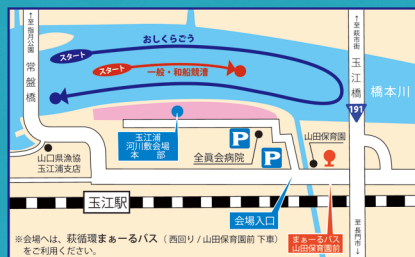 ↑至指月公園
常盤橋
おしくらごう
スタート
スタート
一般・和船競漕
↑至萩市街
玉江橋
橋本川
191
玉江浦
河川敷会場
本部
P
P
全眞会病院
山田保育園
山口県漁協
玉江浦支店
玉江駅
会場入口
まぁーるバス
山田保育園前
至長門市↓
※会場へは、萩循環まぁーるバス（西回り/山田保育園前 下車）
をご利用ください。